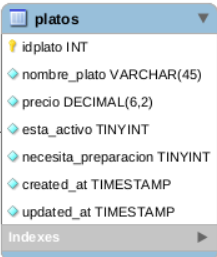 platos
idplato INT
nombre_plato VARCHAR(45)
precio DECIMAL(6,2)
esta_activo TINYINT
necesita_preparacion TINYINT
created_at TIMESTAMP
updated_at TIMESTAMP
Indexes